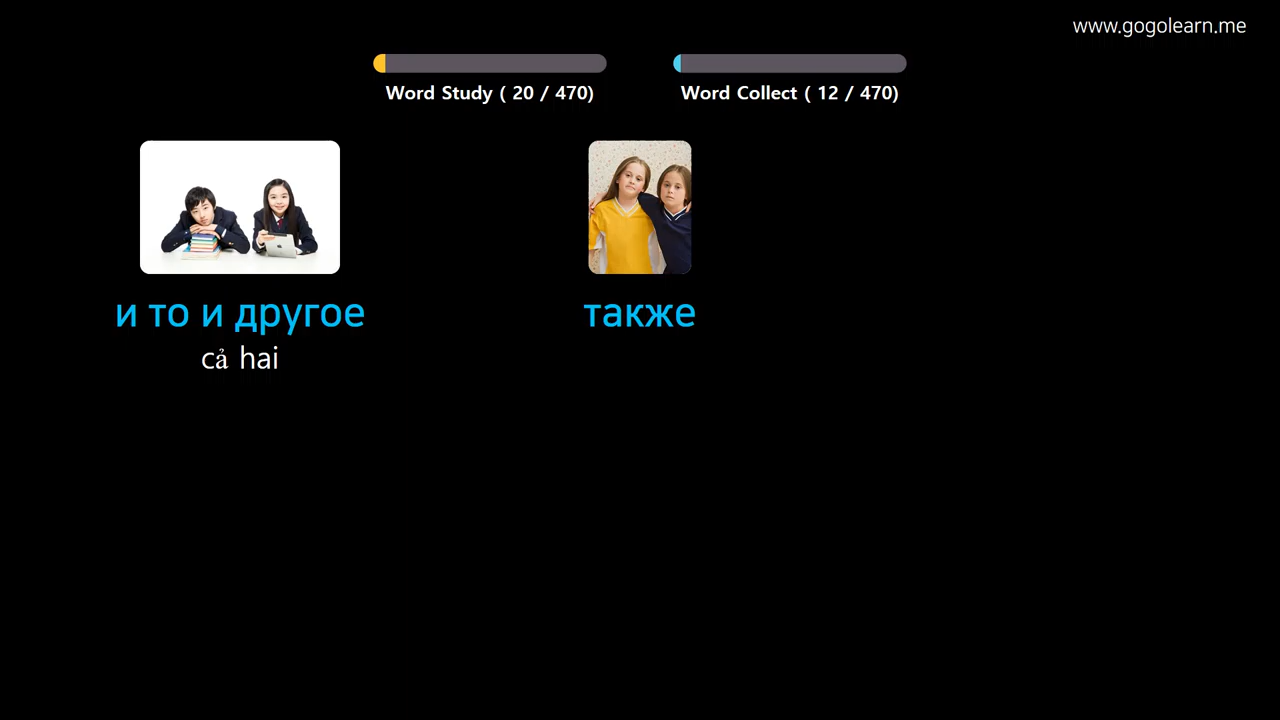 www.gogolearn.me
Word Study ( 20 / 470)
Word Collect ( 12 / 470)
и то и другое
cả hai
также